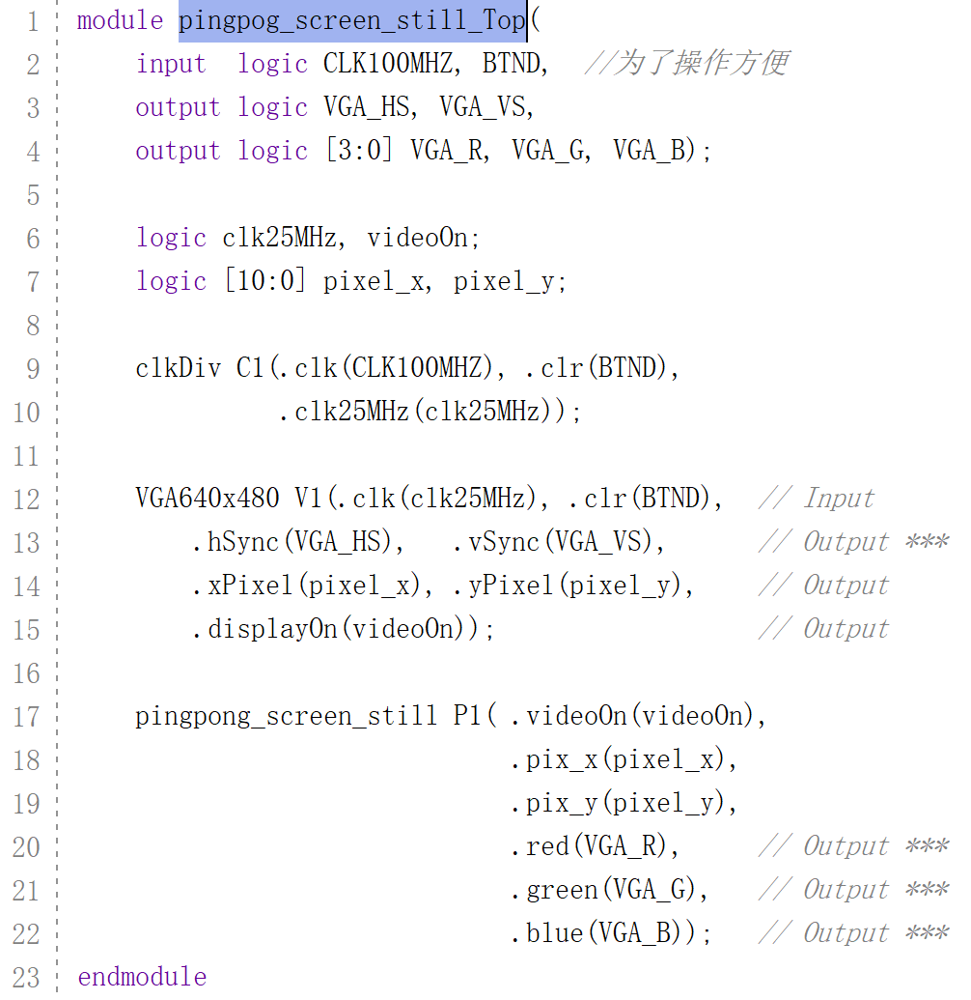 1 module pingpog_screen_still_Top(
2 input logic CLK100MHZ, BTND, //为了操作方便
3 output logic VGA_HS, VGA_VS,
4 output logic [3:0] VGA_R, VGA_G, VGA_B);
5
6 logic clk25MHz, videoOn;
7 logic [10:0] pixel_x, pixel_y;
8
9 clkDiv C1(.clk(CLK100MHZ), .clr(BTND),
10 .clk25MHz(clk25MHz));
11
12 VGA640x480 V1(.clk(clk25MHz), .clr(BTND), // Input
13 .hSync(VGA_HS), .vSync(VGA_VS), // Output ***
14 .xPixel(pixel_x), .yPixel(pixel_y), // Output
15 .displayOn(videoOn)); // Output
16
17 pingpong_screen_still P1( .videoOn(videoOn),
18 .pix_x(pixel_x),
19 .pix_y(pixel_y),
20 .red(VGA_R), // Output ***
21 .green(VGA_G), // Output ***
22 .blue(VGA_B)); // Output ***
23 endmodule